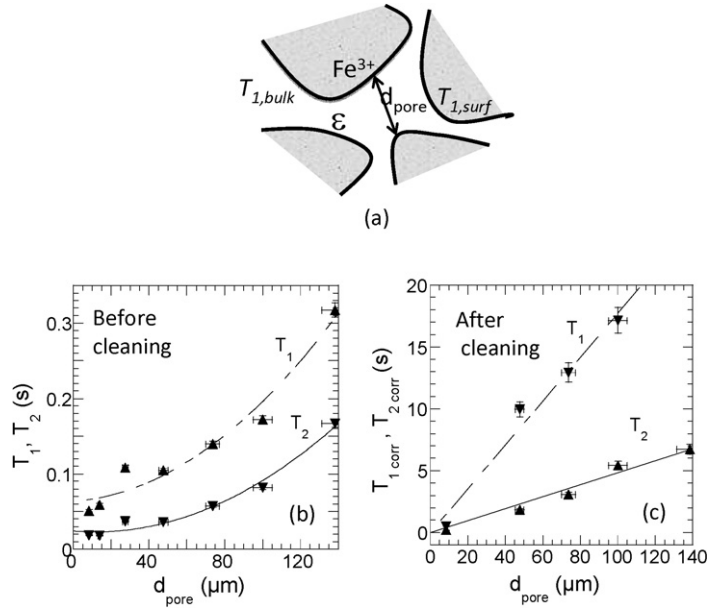 Fe3+
T1,bulk
dpore
T1,surf
ε
(a)
Before
cleaning
T1
T2
(b)
T1, T2 (s)
0.3
0.2
0.1
0
0 40 80 120
dpore (μm)
After
cleaning
T1
T2
(c)
T1 corr , T2 corr (s)
20
15
10
5
0
0 20 40 60 80 100 140
dpore (μm)